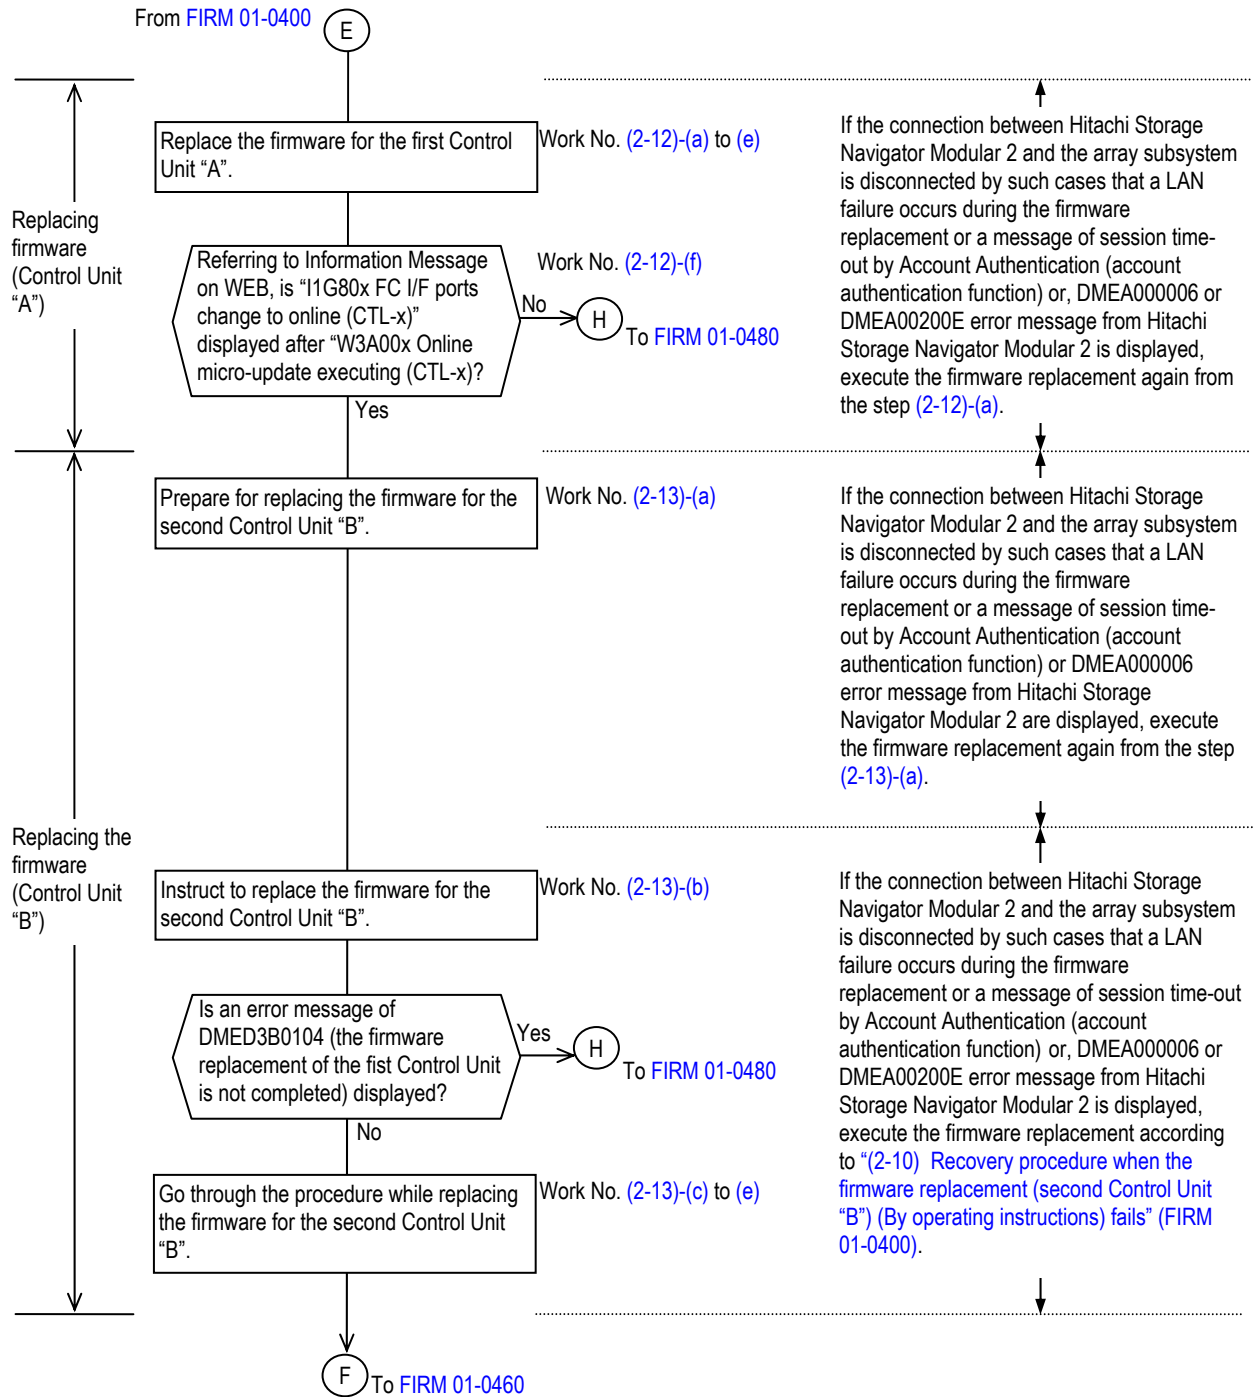 From FIRM 01-0400
E
Replacing
firmware
(Control Unit
“A”)
Replace the firmware for the first Control
Unit “A”.
Work No. (2-12)-(a) to (e)
Referring to Information Message
on WEB, is “I1G80x FC I/F ports
change to online (CTL-x)”
displayed after “W3A00x Online
micro-update executing (CTL-x)?
Work No. (2-12)-(f)
No
H
To FIRM 01-0480
Yes
If the connection between Hitachi Storage
Navigator Modular 2 and the array subsystem
is disconnected by such cases that a LAN
failure occurs during the firmware
replacement or a message of session time-
out by Account Authentication (account
authentication function) or, DMEA000006 or
DMEA00200E error message from Hitachi
Storage Navigator Modular 2 is displayed,
execute the firmware replacement again from
the step (2-12)-(a).
Prepare for replacing the firmware for the
second Control Unit “B”.
Work No. (2-13)-(a)
If the connection between Hitachi Storage
Navigator Modular 2 and the array subsystem
is disconnected by such cases that a LAN
failure occurs during the firmware
replacement or a message of session time-
out by Account Authentication (account
authentication function) or DMEA000006
error message from Hitachi Storage
Navigator Modular 2 are displayed, execute
the firmware replacement again from the step
(2-13)-(a).
Replacing the
firmware
(Control Unit
“B”)
Instruct to replace the firmware for the
second Control Unit “B”.
Work No. (2-13)-(b)
Is an error message of
DMED3B0104 (the firmware
replacement of the fist Control Unit
is not completed) displayed?
Yes
H
To FIRM 01-0480
No
Go through the procedure while replacing
the firmware for the second Control Unit
“B”.
Work No. (2-13)-(c) to (e)
If the connection between Hitachi Storage
Navigator Modular 2 and the array subsystem
is disconnected by such cases that a LAN
failure occurs during the firmware
replacement or a message of session time-out
by Account Authentication (account
authentication function) or, DMEA000006 or
DMEA00200E error message from Hitachi
Storage Navigator Modular 2 is displayed,
execute the firmware replacement according
to “(2-10) Recovery procedure when the
firmware replacement (second Control Unit
“B”) (By operating instructions) fails” (FIRM
01-0400).
F
To FIRM 01-0460